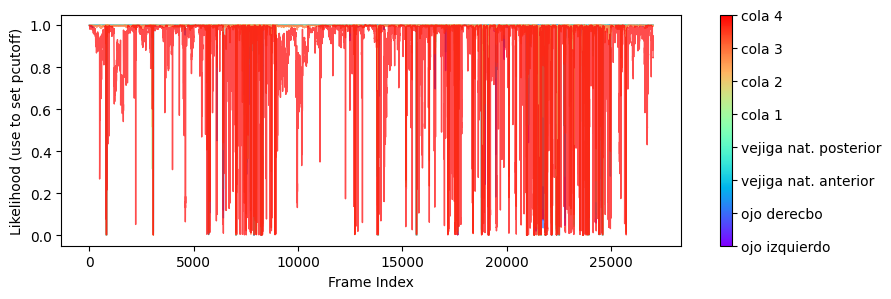 1.0
0.8
0.6
0.4
0.2
0.0
Likelihood (use to set pcutoff)
0 5000 10000 15000 20000 25000
Frame Index
cola 4
cola 3
cola 2
cola 1
vejiga nat. posterior
vejiga nat. anterior
ojo derecbo
ojo izquierdo